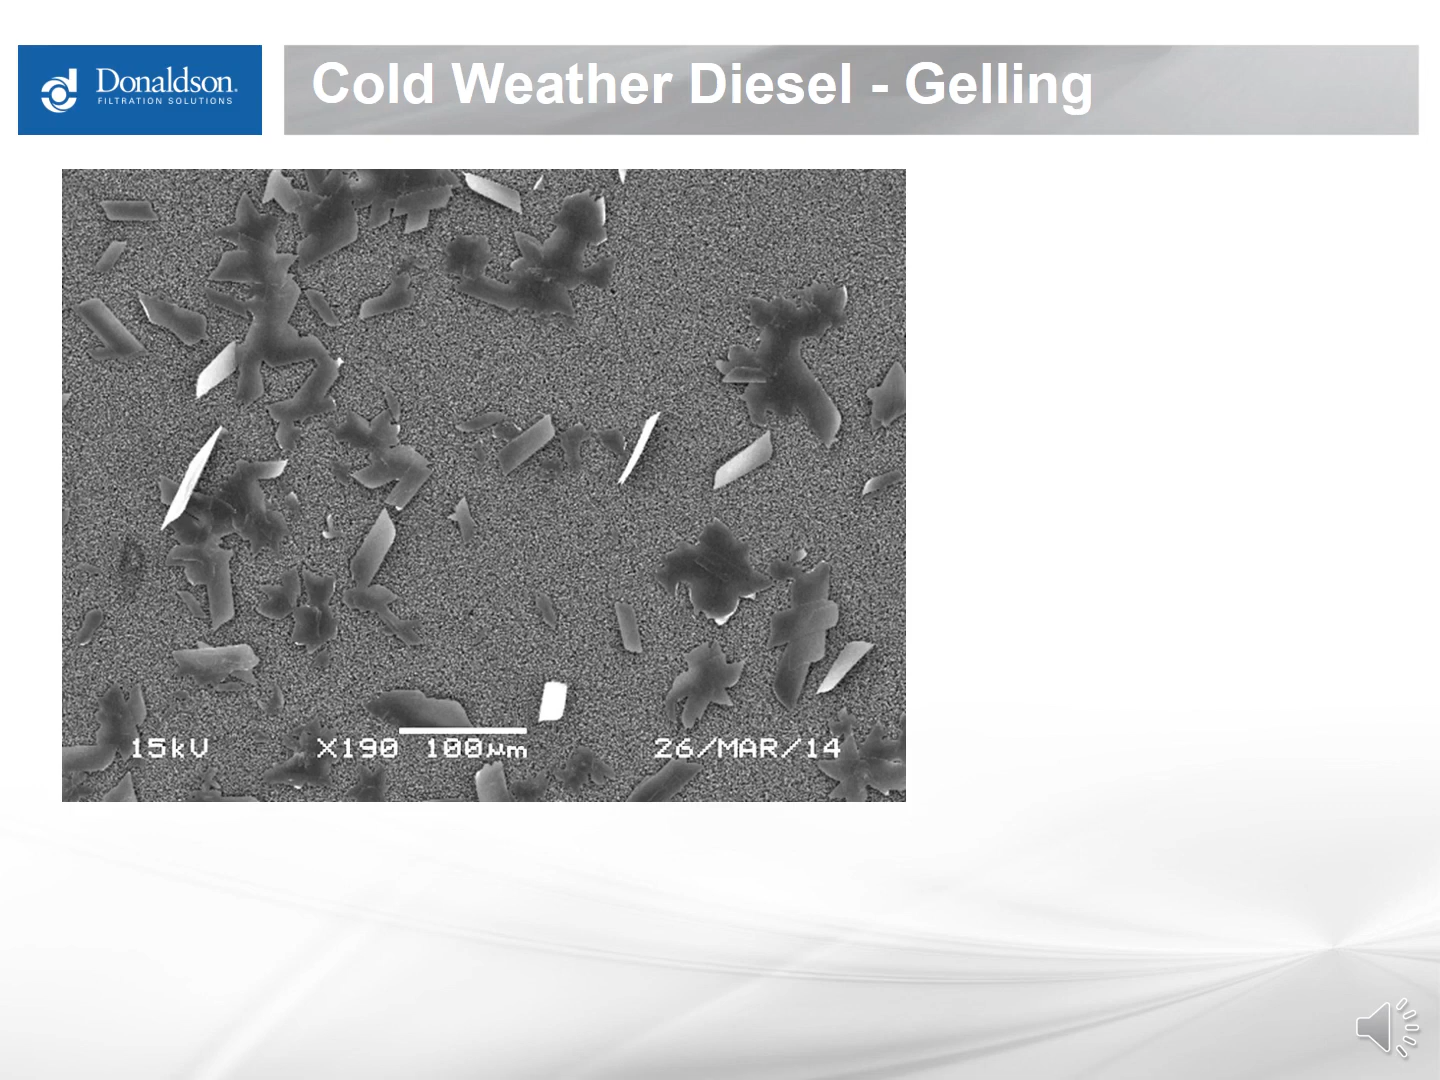 Donaldson.
FILTRATION SOLUTIONS
Cold Weather Diesel - Gelling
15kV X190 100μm 26/MAR/14